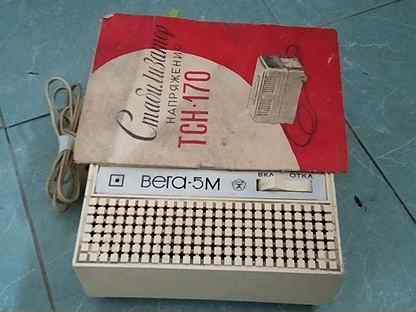 Стабилизатор
НАПРЯЖЕНИЯ
ТСН-170
вега-5М
ВКЛ ОТКЛ